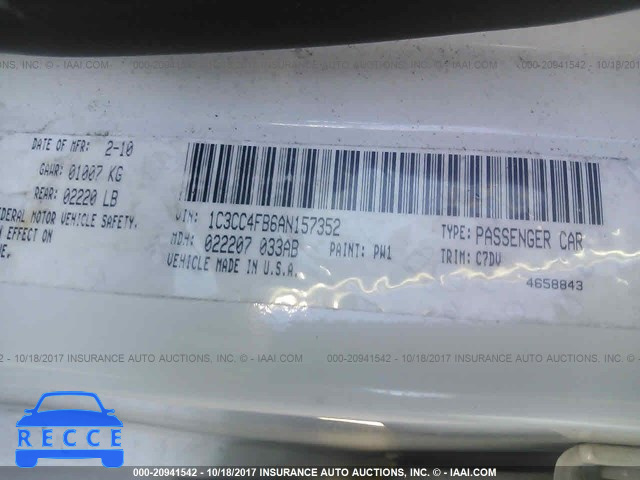 © - IAAI.COM
000-20941542 - 10/18/2017 INSURANCE AUTO AUCTIONS, INC. - © IAAI.COM
000-20941542 - 10/18/2
DATE OF MFR: 2-10
GAWR: 01007 KG
REAR: 02220 LB
FEDERAL MOTOR VEHICLE SAFETY,
N EFFECT ON
VIN: 1C3CC4FB6AN157352
TYPE: PASSENGER CAR
MDH: 022207 033AB
PAINT: PW1
TRIM: C7DV
VEHICLE MADE IN U.S.A.
4658843
-20941542 - 10/18/2017 INSURANCE AUTO AUCTIONS, INC. - © IAAI.COM
000-20941542 - 10/18/2017 INSURANCE AUTO AUCTIONS, INC.
RECCE
000-20941542 - 10/18/2017 INSURANCE AUTO AUCTIONS, INC. - © IAAI.COM